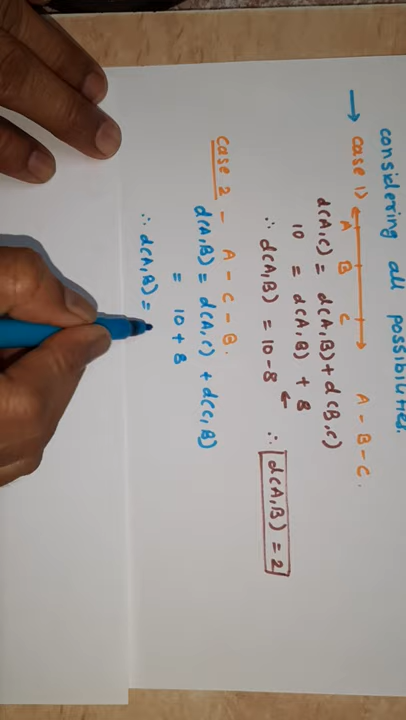 considering all possibilities.
→ case 1) A B C A - B - C.
d(A,C) = d(A,B) + d(B,C)
10 = d(A,B) + 8
∴ d(A,B) = 10 - 8 ∴ d(A,B) = 2
case 2 - A - C - B.
d(A,B) = d(A,C) + d(C,B)
= 10 + 8
∴ d(A,B) =